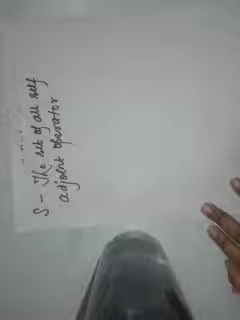 S - The set of all self
adjoint operator